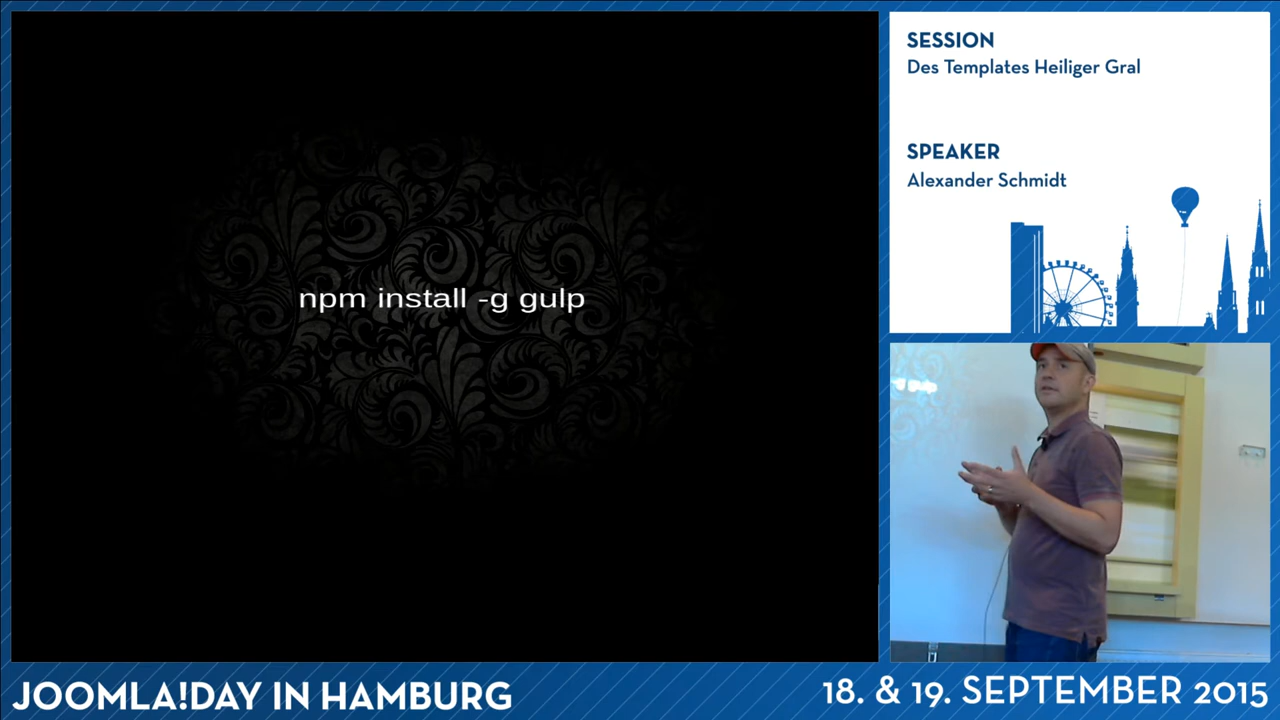 npm install -g gulp
SESSION
Des Templates Heiliger Gral
SPEAKER
Alexander Schmidt
JOOMLA!DAY IN HAMBURG
18. & 19. SEPTEMBER 2015